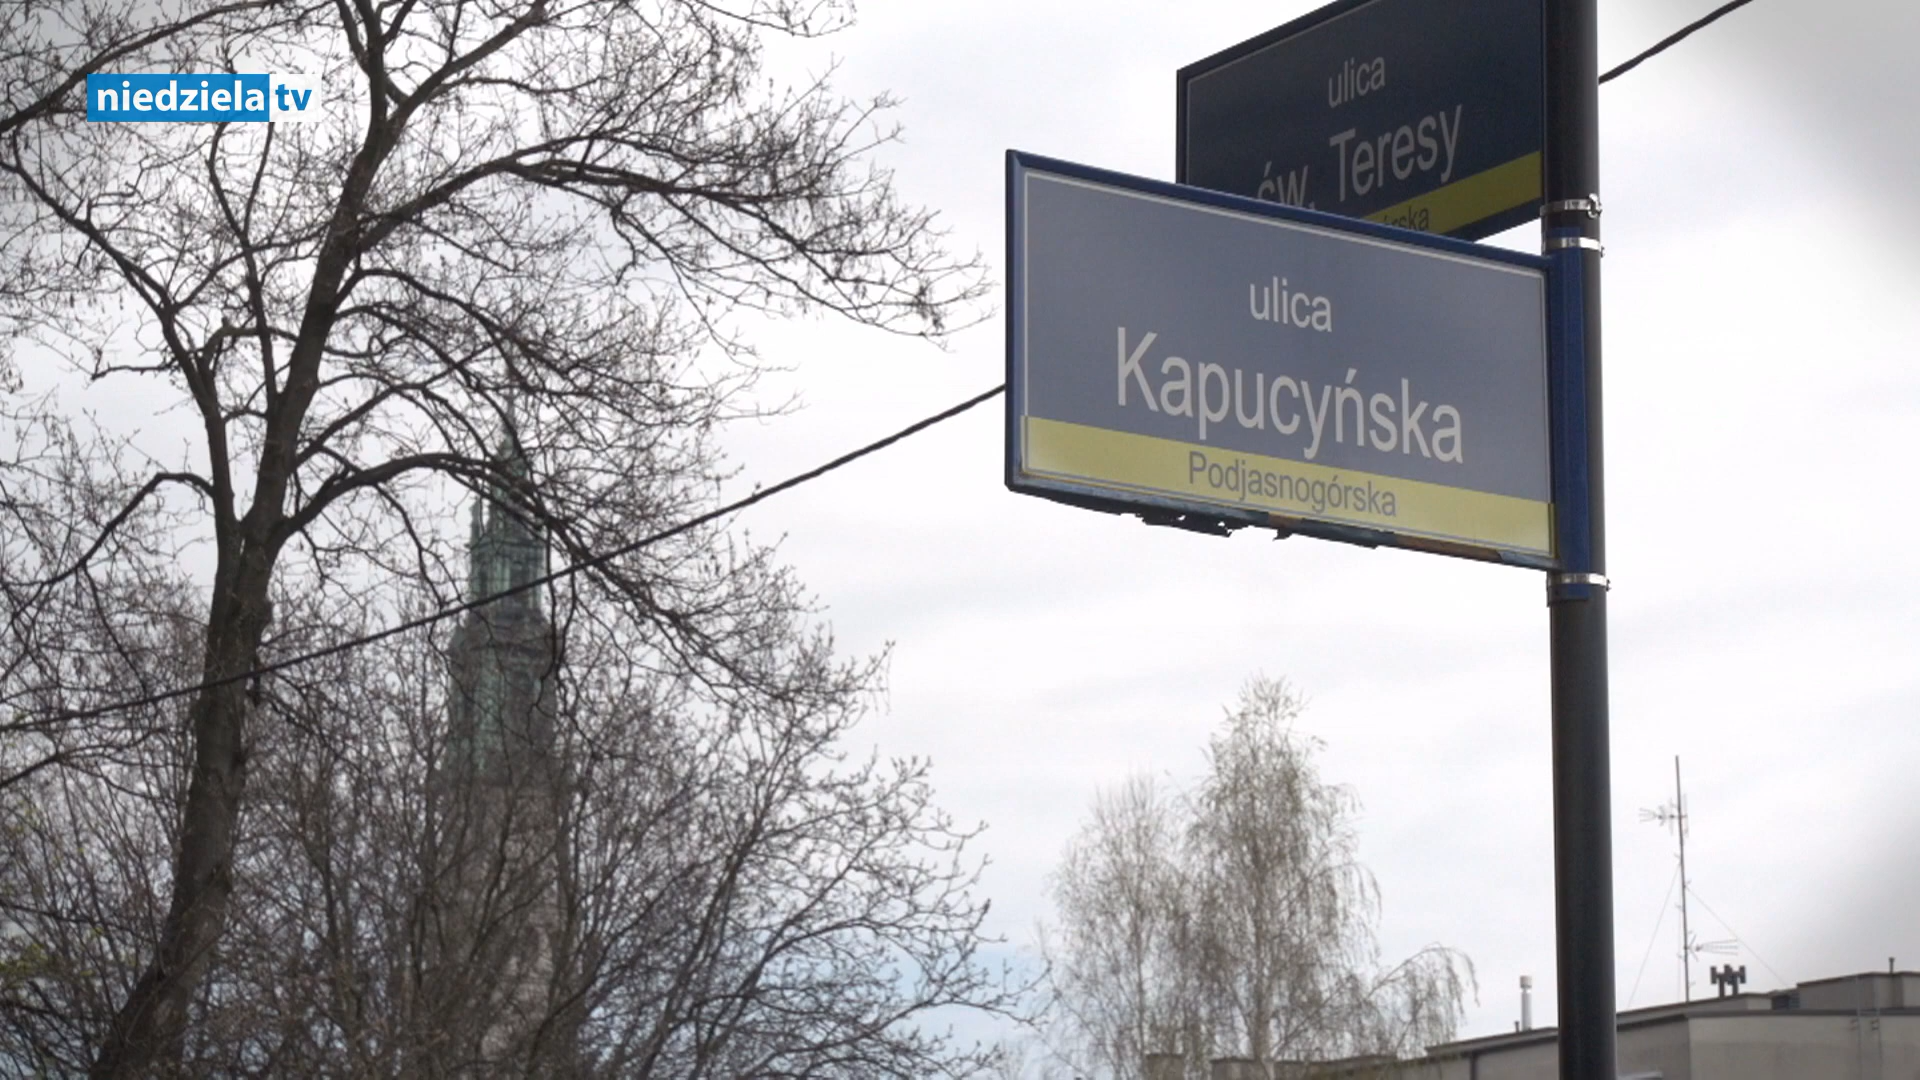 niedziela tv
ulica
św. Teresy
ulica
Kapucyńska
Podjasnogórska